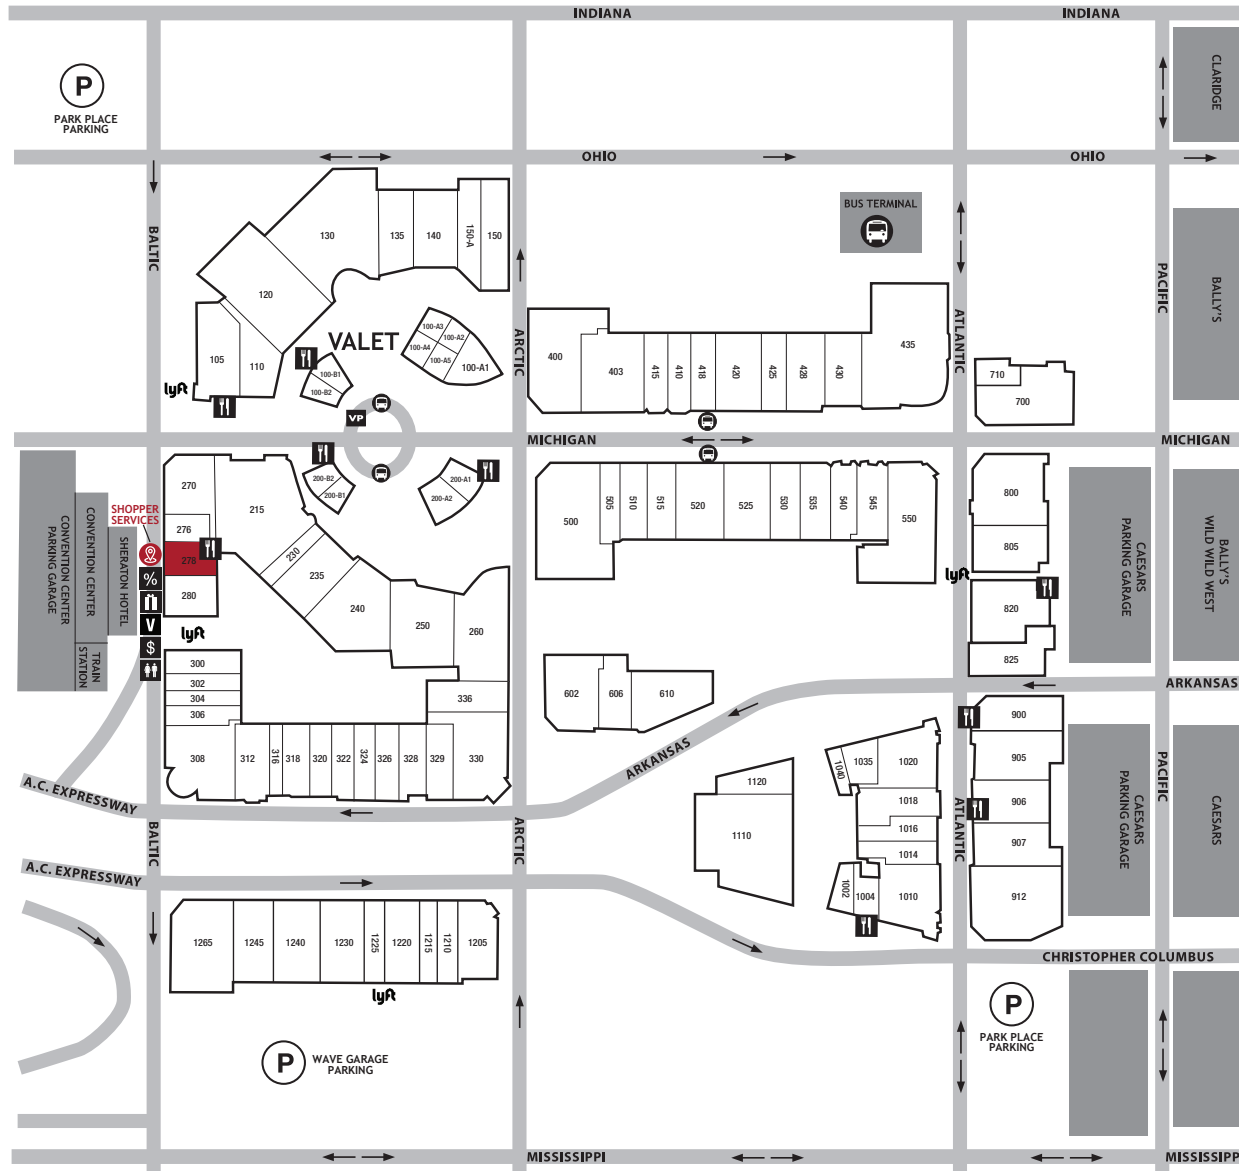 INDIANA
INDIANA
P
PARK PLACE
PARKING
CLARIDGE
OHIO
OHIO
BALTIC
130
135
140
150-A
150
BUS TERMINAL
PACIFIC
BALLY'S
120
VALET
100-A3
100-A2
100-A4
100-A5
100-A1
ARCTIC
ATLANTIC
105
110
100-B1
100-B2
lyft
400
403
415
410
418
420
425
428
430
435
710
700
VP
MICHIGAN
MICHIGAN
270
215
200-B2
200-B1
200-A1
200-A2
500
505
510
515
520
525
530
535
540
545
550
800
805
SHOPPER
SERVICES
276
278
280
%
V
$
CONVENTION CENTER
PARKING GARAGE
CONVENTION CENTER
SHERATON HOTEL
TRAIN
STATION
230
235
240
250
260
lyft
lyft
820
825
CAESARS
PARKING GARAGE
BALLY'S
WILD WILD WEST
300
302
304
306
308
312
316
318
320
322
324
326
328
329
330
336
602
606
610
ARKANSAS
ARKANSAS
900
905
906
907
912
1040
1035
1020
1018
1016
1014
1010
1002
1004
1120
1110
ATLANTIC
PACIFIC
CAESARS
PARKING GARAGE
CAESARS
A.C. EXPRESSWAY
BALTIC
ARCTIC
A.C. EXPRESSWAY
1265
1245
1240
1230
1225
1220
1215
1210
1205
lyft
CHRISTOPHER COLUMBUS
P
PARK PLACE
PARKING
P
WAVE GARAGE
PARKING
MISSISSIPPI
MISSISSIPP